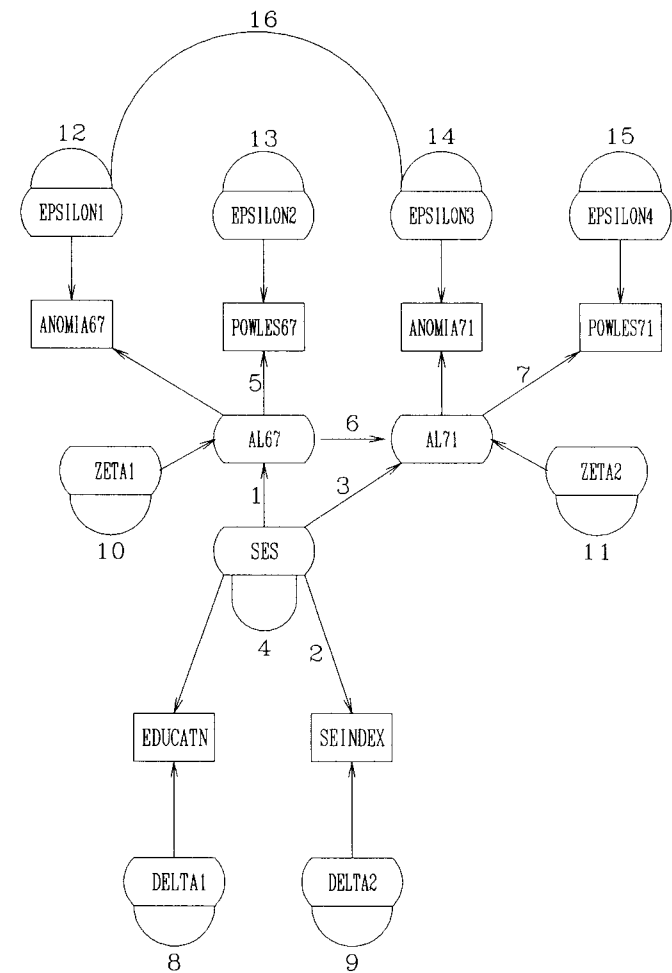 16
12 13 14 15
EPSILON1 EPSILON2 EPSILON3 EPSILON4
ANOMIA67 POWLES67 ANOMIA71 POWLES71
5 7
6
AL67 AL71
ZETA1 1 3 ZETA2
10 SES 11
4 2
EDUCATN SEINDEX
DELTA1 DELTA2
8 9